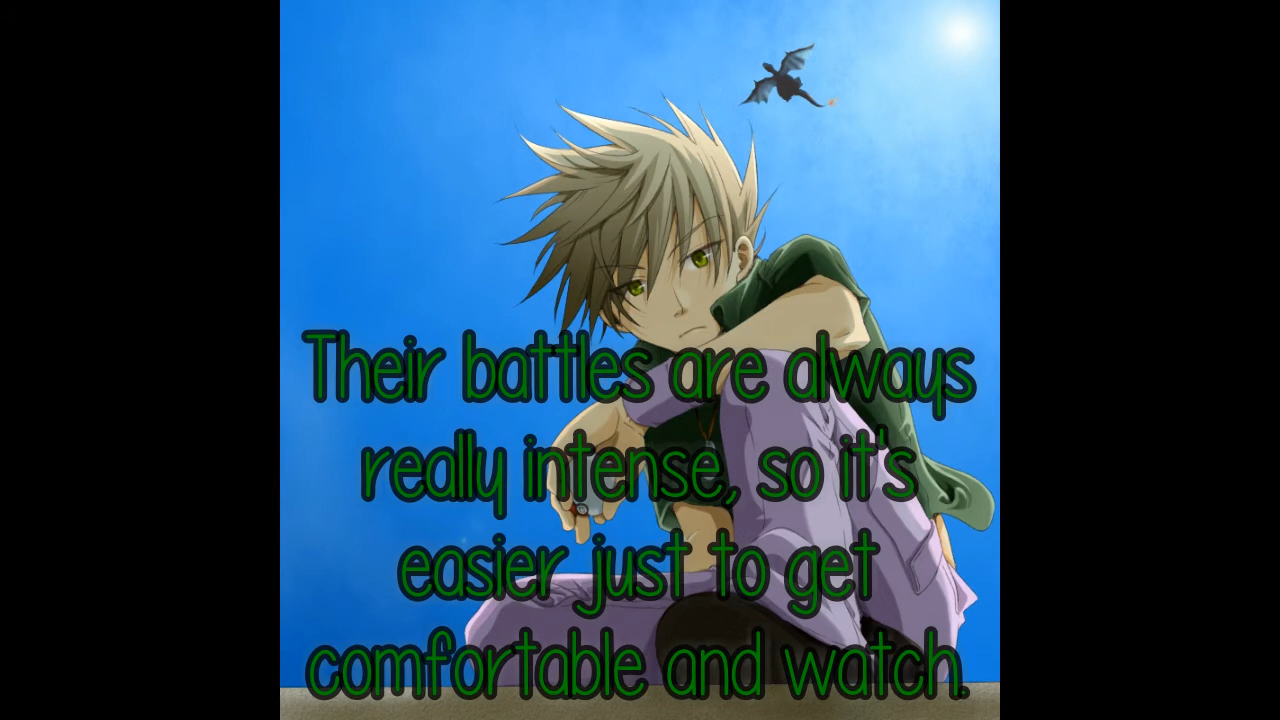 Their battles are always
really intense, so it's
easier just to get
comfortable and watch.